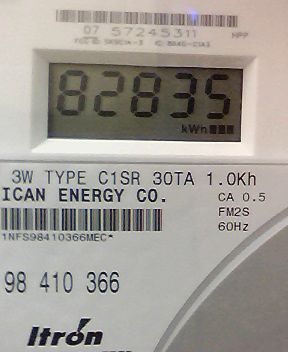 07 57245311 HPP
82835
kWh
3W TYPE C1SR 30TA 1.0Kh
ICAN ENERGY CO. CA 0.5
FM2S
60Hz
1NFS98410366MEC*
98 410 366
Itron